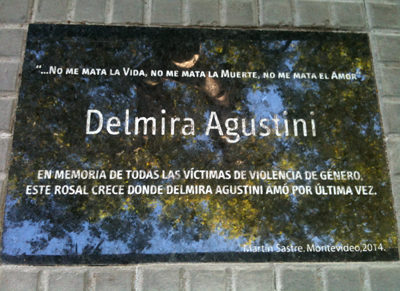 “...No me mata la Vida, no me mata la Muerte, no me mata el Amor”
Delmira Agustini
EN MEMORIA DE TODAS LAS VÍCTIMAS DE VIOLENCIA DE GÉNERO,
ESTE ROSAL CRECE DONDE DELMIRA AGUSTINI AMÓ POR ÚLTIMA VEZ.
Martín Sastre. Montevideo,2014.